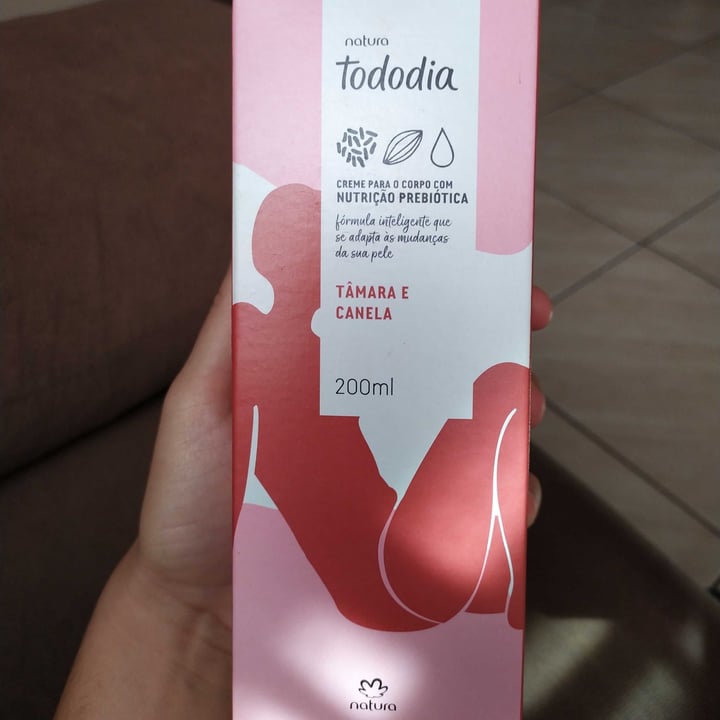 natura
tododia
CREME PARA O CORPO COM
NUTRIÇÃO PREBIÓTICA
fórmula inteligente que
se adapta às mudanças
da sua pele
TÂMARA E
CANELA
200ml
natura